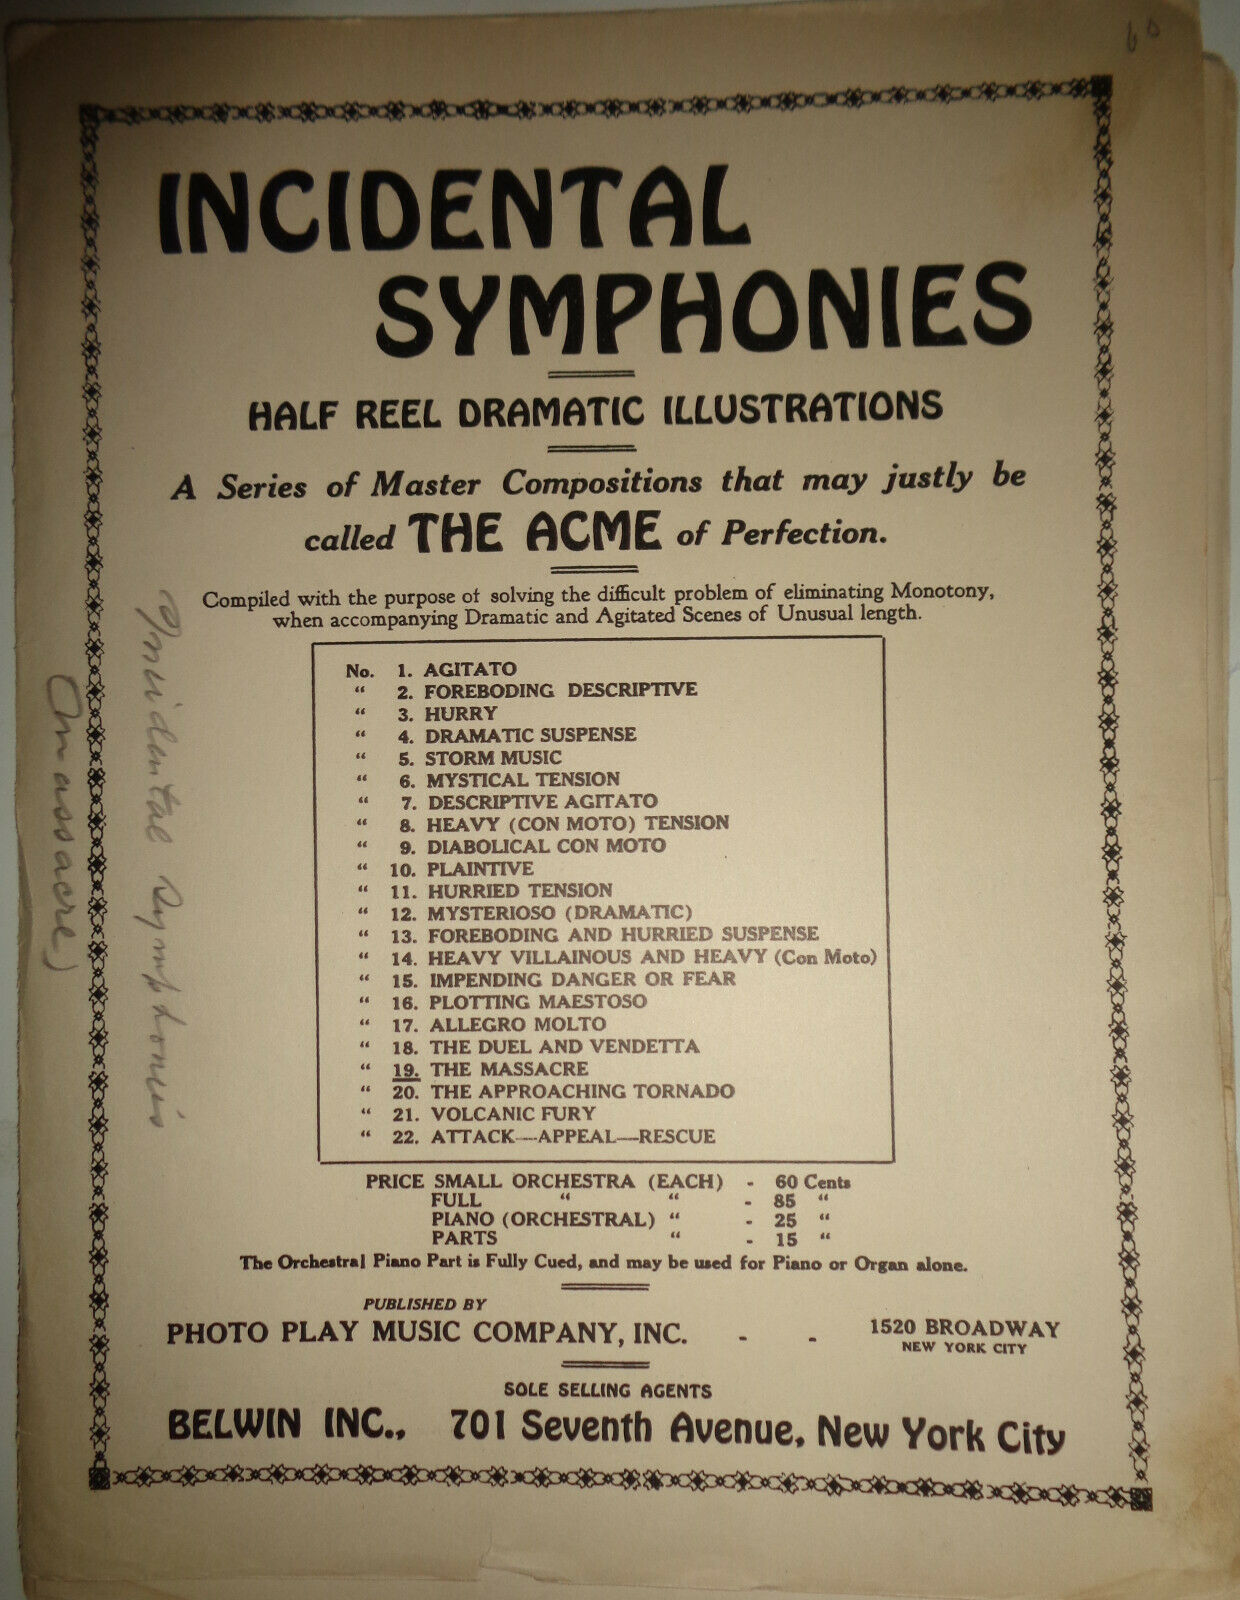 60
INCIDENTAL
SYMPHONIES
HALF REEL DRAMATIC ILLUSTRATIONS
A Series of Master Compositions that may justly be
called THE ACME of Perfection.
Compiled with the purpose of solving the difficult problem of eliminating Monotony,
when accompanying Dramatic and Agitated Scenes of Unusual length.
No. 1. AGITATO
“ 2. FOREBODING DESCRIPTIVE
“ 3. HURRY
“ 4. DRAMATIC SUSPENSE
“ 5. STORM MUSIC
“ 6. MYSTICAL TENSION
“ 7. DESCRIPTIVE AGITATO
“ 8. HEAVY (CON MOTO) TENSION
“ 9. DIABOLICAL CON MOTO
“ 10. PLAINTIVE
“ 11. HURRIED TENSION
“ 12. MYSTERIOSO (DRAMATIC)
“ 13. FOREBODING AND HURRIED SUSPENSE
“ 14. HEAVY VILLAINOUS AND HEAVY (Con Moto)
“ 15. IMPENDING DANGER OR FEAR
“ 16. PLOTTING MAESTOSO
“ 17. ALLEGRO MOLTO
“ 18. THE DUEL AND VENDETTA
“ 19. THE MASSACRE
“ 20. THE APPROACHING TORNADO
“ 21. VOLCANIC FURY
“ 22. ATTACK—APPEAL—RESCUE
PRICE SMALL ORCHESTRA (EACH) - 60 Cents
FULL “ “ - 85 “
PIANO (ORCHESTRAL) “ - 25 “
PARTS “ - 15 “
The Orchestral Piano Part is Fully Cued, and may be used for Piano or Organ alone.
PUBLISHED BY
PHOTO PLAY MUSIC COMPANY, INC. - - 1520 BROADWAY
NEW YORK CITY
SOLE SELLING AGENTS
BELWIN INC., 701 Seventh Avenue, New York City
Incidental Symphonies
(massacre)